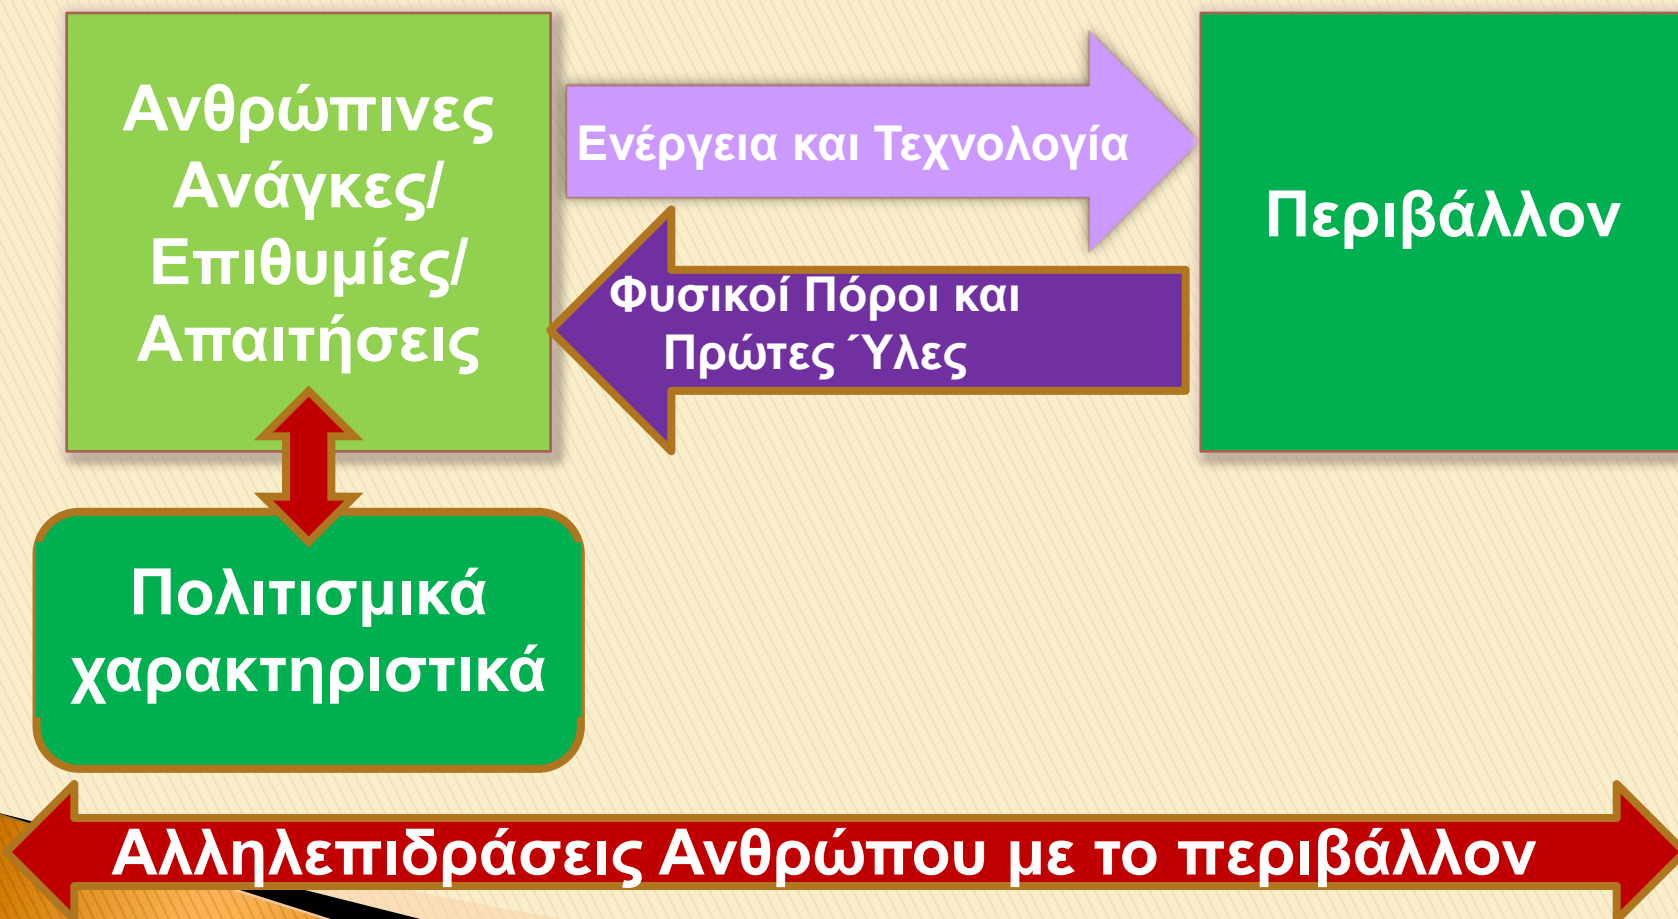 Ανθρώπινες
Ανάγκες/
Επιθυμίες/
Απαιτήσεις
Ενέργεια και Τεχνολογία
Περιβάλλον
Φυσικοί Πόροι και
Πρώτες Ύλες
Πολιτισμικά
χαρακτηριστικά
Αλληλεπιδράσεις Ανθρώπου με το περιβάλλον